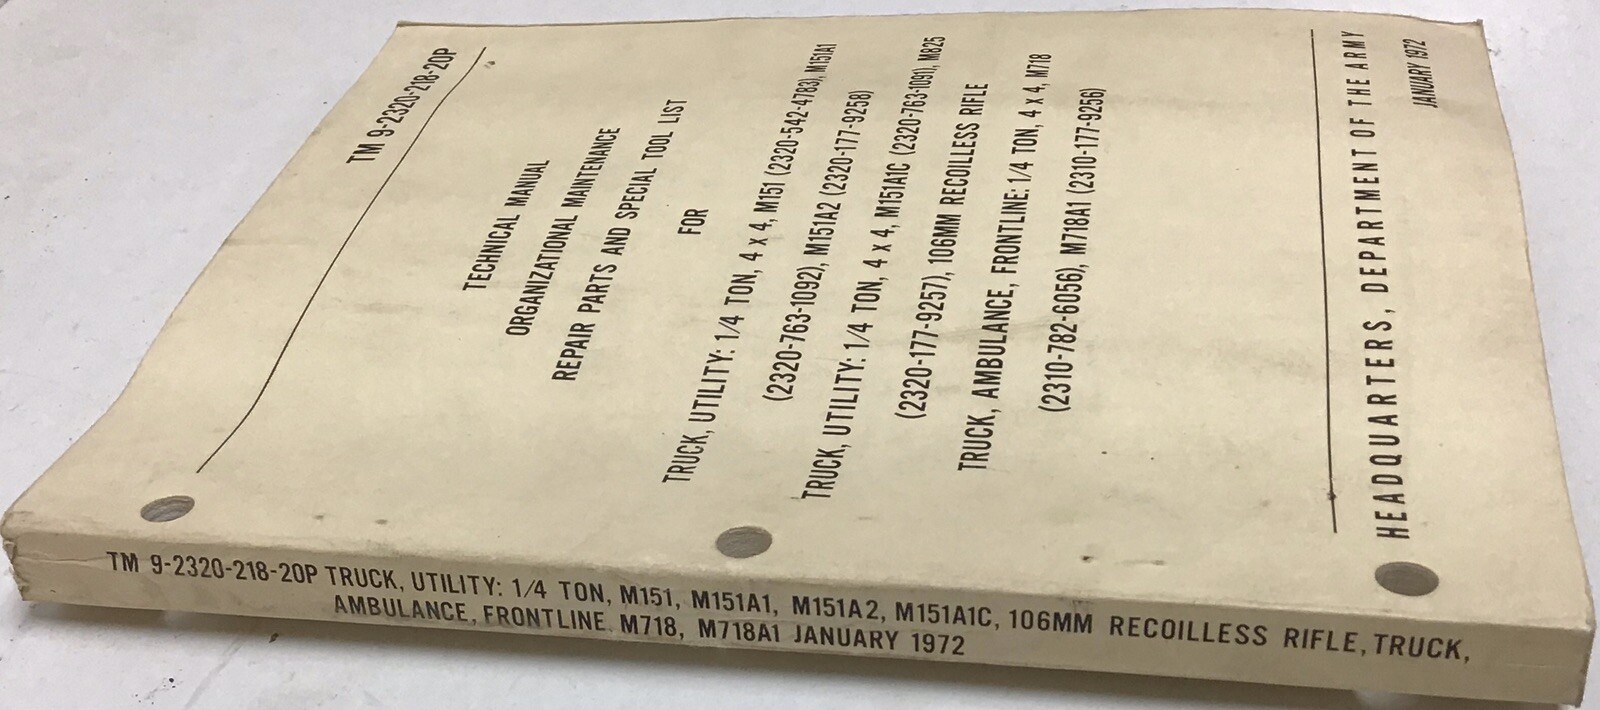 TM 9-2320-218-20P
TECHNICAL MANUAL
ORGANIZATIONAL MAINTENANCE
REPAIR PARTS AND SPECIAL TOOL LIST
FOR
TRUCK, UTILITY: 1/4 TON, 4 x 4, M151 (2320-542-4783), M151A1
(2320-763-1092), M151A2 (2320-177-9258)
TRUCK, UTILITY: 1/4 TON, 4 x 4, M151A1C (2320-763-1091), M825
(2320-177-9257), 106MM RECOILLESS RIFLE
TRUCK, AMBULANCE, FRONTLINE: 1/4 TON, 4 x 4, M718
(2310-782-6056), M718A1 (2310-177-9256)
HEADQUARTERS, DEPARTMENT OF THE ARMY
JANUARY 1972
TM 9-2320-218-20P TRUCK, UTILITY: 1/4 TON, M151, M151A1, M151A2, M151A1C, 106MM RECOILLESS RIFLE, TRUCK,
AMBULANCE, FRONTLINE. M718, M718A1 JANUARY 1972